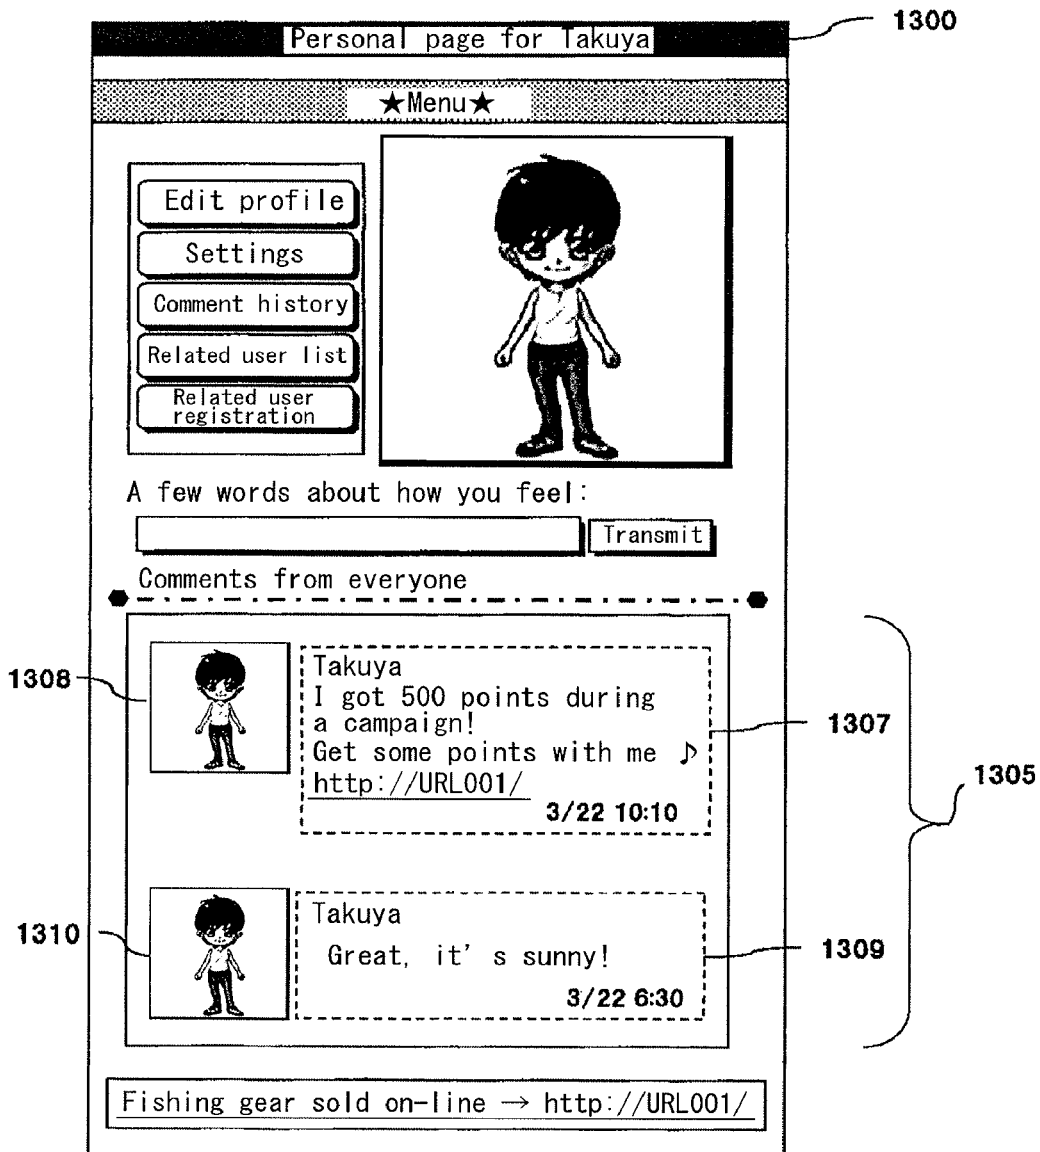 1300
Personal page for Takuya
★Menu★
Edit profile
Settings
Comment history
Related user list
Related user
registration
A few words about how you feel:
Transmit
Comments from everyone
1308
Takuya
I got 500 points during
a campaign!
Get some points with me ♪
http://URL001/
3/22 10:10
1307
1305
1310
Takuya
Great, it's sunny!
3/22 6:30
1309
Fishing gear sold on-line → http://URL001/